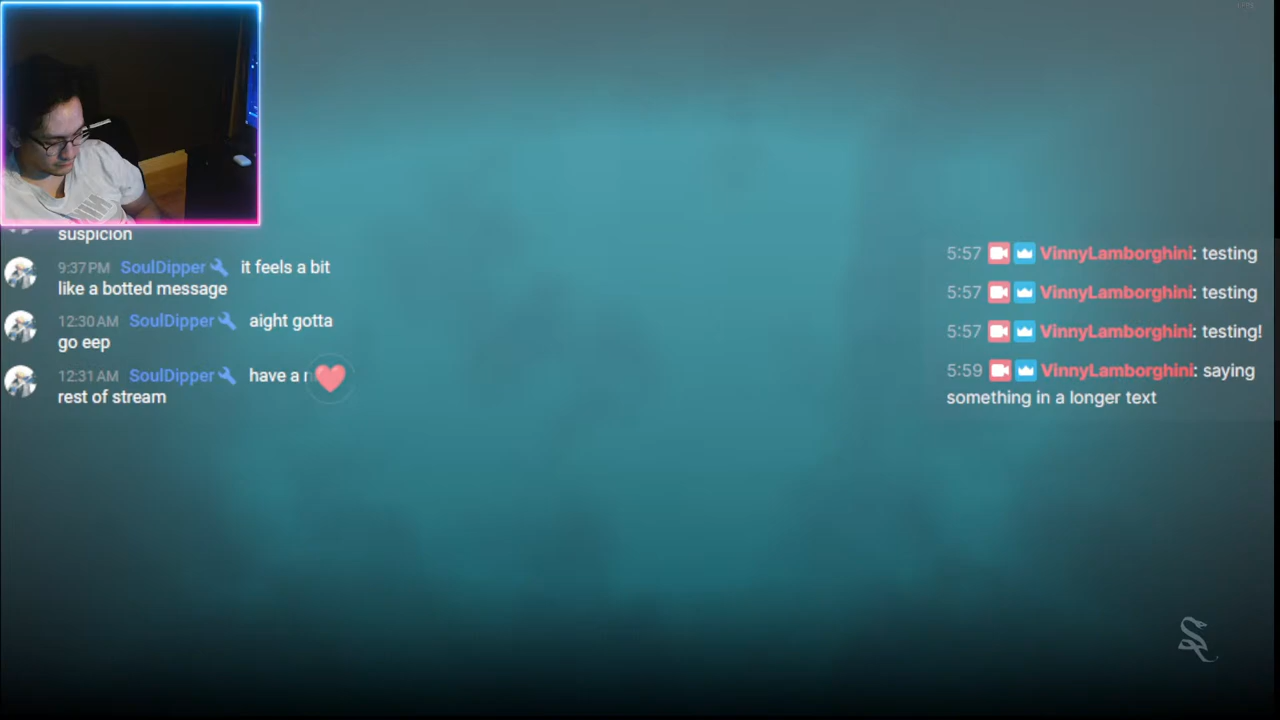 suspicion
9:37 PM SoulDipper it feels a bit
like a botted message
12:30 AM SoulDipper aight gotta
go eep
12:31 AM SoulDipper have a
rest of stream
5:57 VinnyLamborghini: testing
5:57 VinnyLamborghini: testing
5:57 VinnyLamborghini: testing!
5:59 VinnyLamborghini: saying
something in a longer text